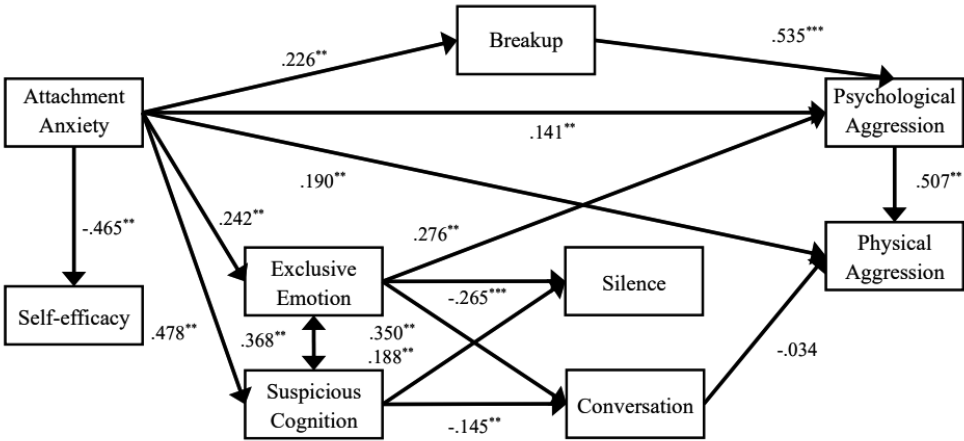 Breakup
.535***
.226**
Attachment
Anxiety
Psychological
Aggression
.141**
.190**
.507**
-.465**
.242**
.276**
Exclusive
Emotion
Silence
Physical
Aggression
Self-efficacy
-.265***
.478**
.368**
.350**
.188**
Suspicious
Cognition
Conversation
-.034
-.145**